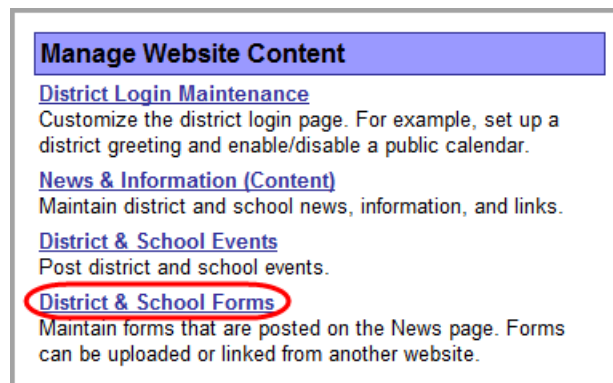 Manage Website Content
District Login Maintenance
Customize the district login page. For example, set up a
district greeting and enable/disable a public calendar.
News & Information (Content)
Maintain district and school news, information, and links.
District & School Events
Post district and school events.
District & School Forms
Maintain forms that are posted on the News page. Forms
can be uploaded or linked from another website.